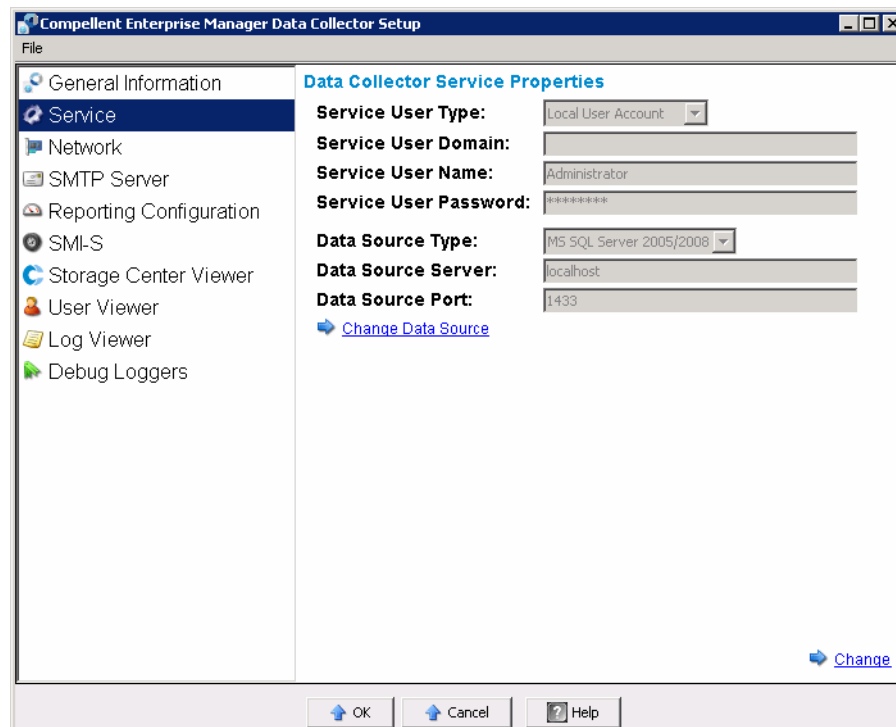 Compellent Enterprise Manager Data Collector Setup
File
General Information
Service
Network
SMTP Server
Reporting Configuration
SMI-S
Storage Center Viewer
User Viewer
Log Viewer
Debug Loggers
Data Collector Service Properties
Service User Type: Local User Account
Service User Domain:
Service User Name: Administrator
Service User Password: ********
Data Source Type: MS SQL Server 2005/2008
Data Source Server: localhost
Data Source Port: 1433
Change Data Source
Change
OK Cancel ? Help